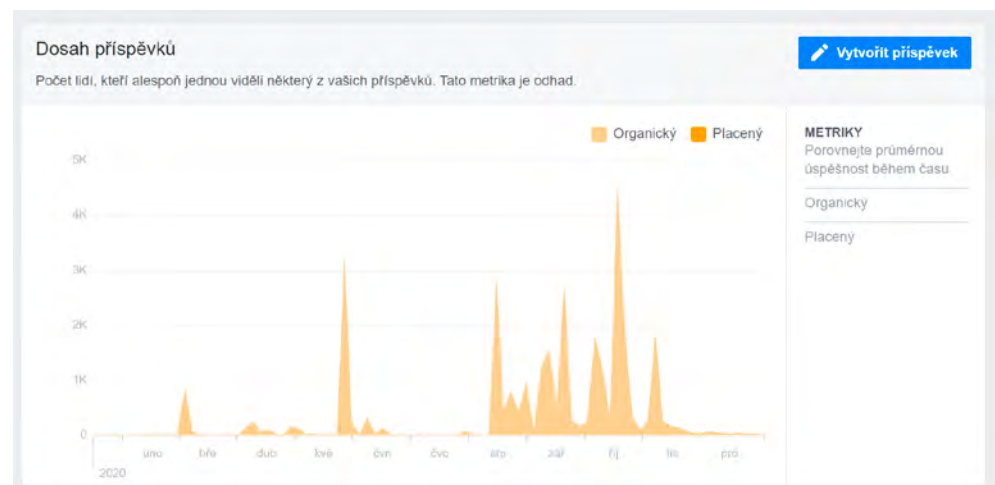 Dosah příspěvků
Vytvořit příspěvek
Počet lidí, kteří alespoň jednou viděli některý z vašich příspěvků. Tato metrika je odhad.
Organický Placený
METRIKY
Porovnejte průměrnou
úspěšnost během času
Organický
Placený
5K
4K
3K
2K
1K
0
úno bře dub kvě čvn čvc srp zář říj lis pro
2020